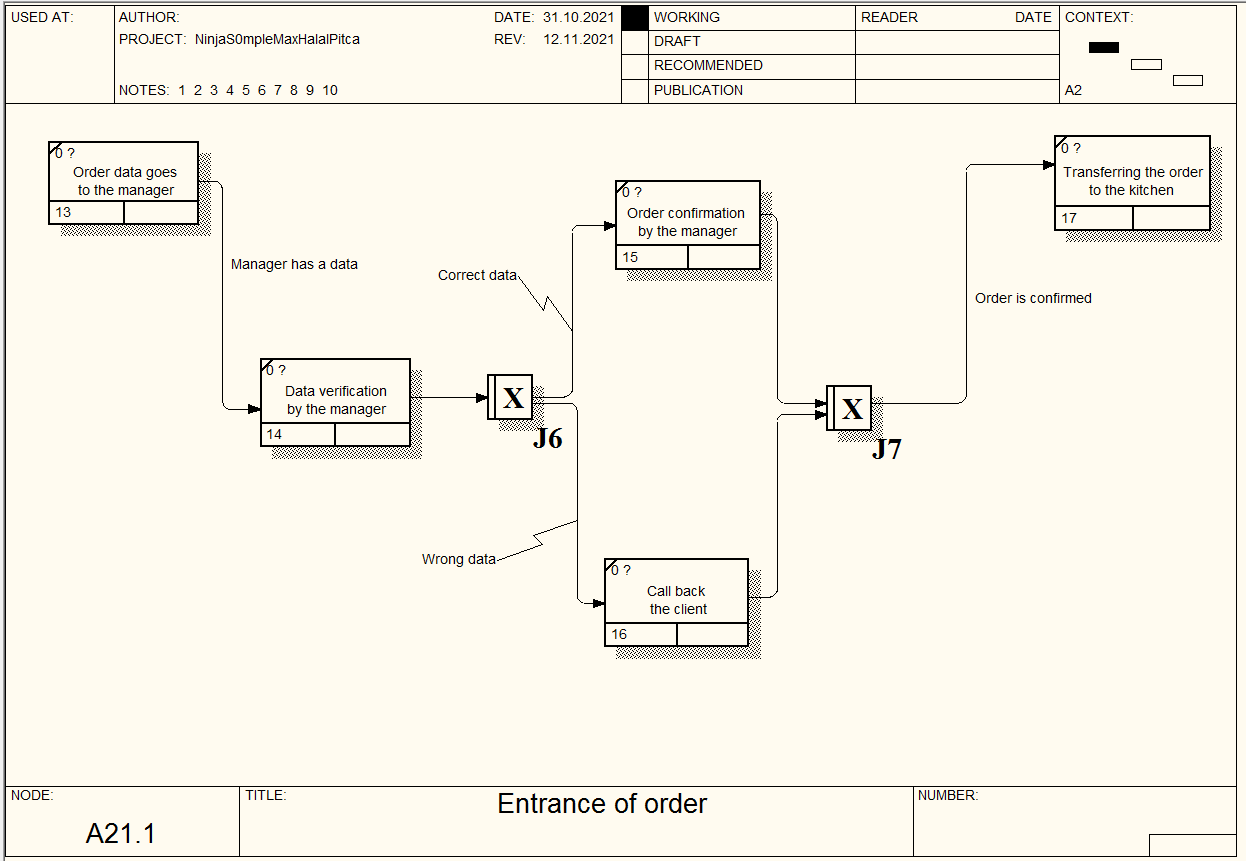 USED AT:
AUTHOR:
DATE: 31.10.2021
PROJECT: NinjaS0mpleMaxHalalPitca
REV: 12.11.2021
NOTES: 1 2 3 4 5 6 7 8 9 10
WORKING
DRAFT
RECOMMENDED
PUBLICATION
READER
DATE
CONTEXT:
A2
0 ?
Order data goes
to the manager
13
Manager has a data
0 ?
Data verification
by the manager
14
X
J6
Correct data
Wrong data
0 ?
Order confirmation
by the manager
15
0 ?
Call back
the client
16
X
J7
Order is confirmed
0 ?
Transferring the order
to the kitchen
17
NODE:
A21.1
TITLE:
Entrance of order
NUMBER: